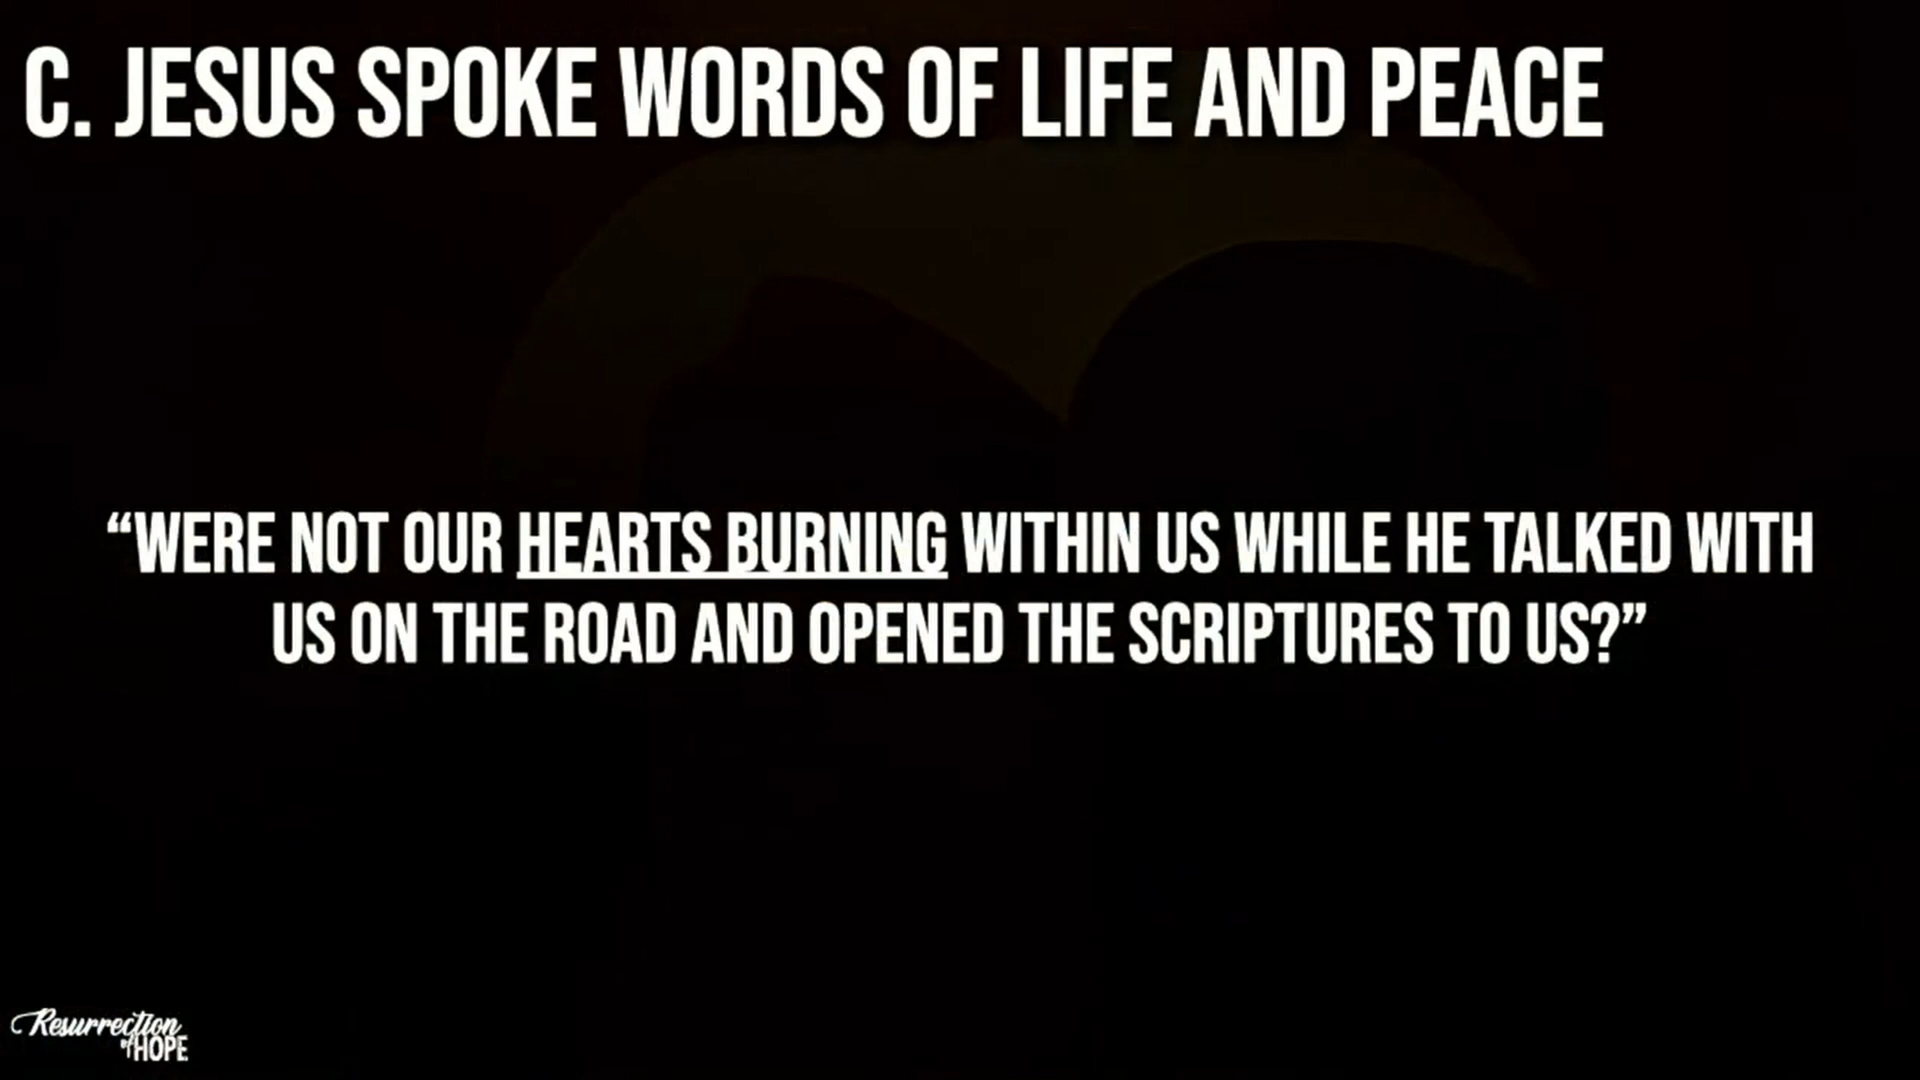 C. JESUS SPOKE WORDS OF LIFE AND PEACE
“WERE NOT OUR HEARTS BURNING WITHIN US WHILE HE TALKED WITH
US ON THE ROAD AND OPENED THE SCRIPTURES TO US?”
Resurrection
of HOPE